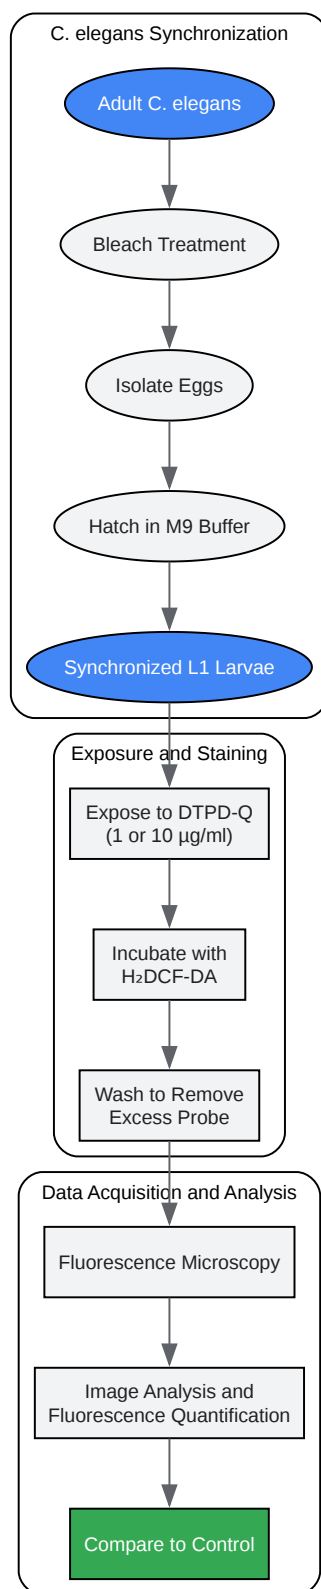 C. elegans Synchronization
Adult C. elegans
Bleach Treatment
Isolate Eggs
Hatch in M9 Buffer
Synchronized L1 Larvae
Exposure and Staining
Expose to DTPD-Q
(1 or 10 µg/ml)
Incubate with
H₂DCF-DA
Wash to Remove
Excess Probe
Data Acquisition and Analysis
Fluorescence Microscopy
Image Analysis and
Fluorescence Quantification
Compare to Control